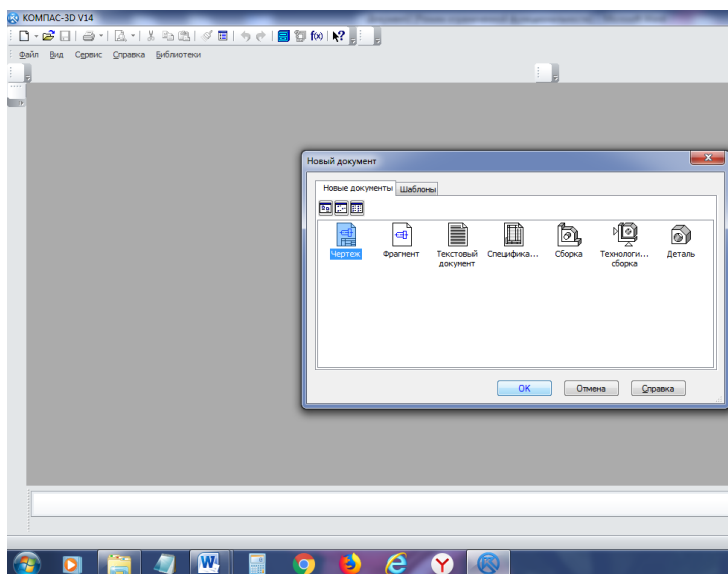 КОМПАС-3D V14
Файл Вид Сервис Справка Библиотеки
f(x)
Новый документ
Новые документы Шаблоны
Чертеж Фрагмент Текстовый документ Специфика... Сборка Технологи... сборка Деталь
OK Отмена Справка